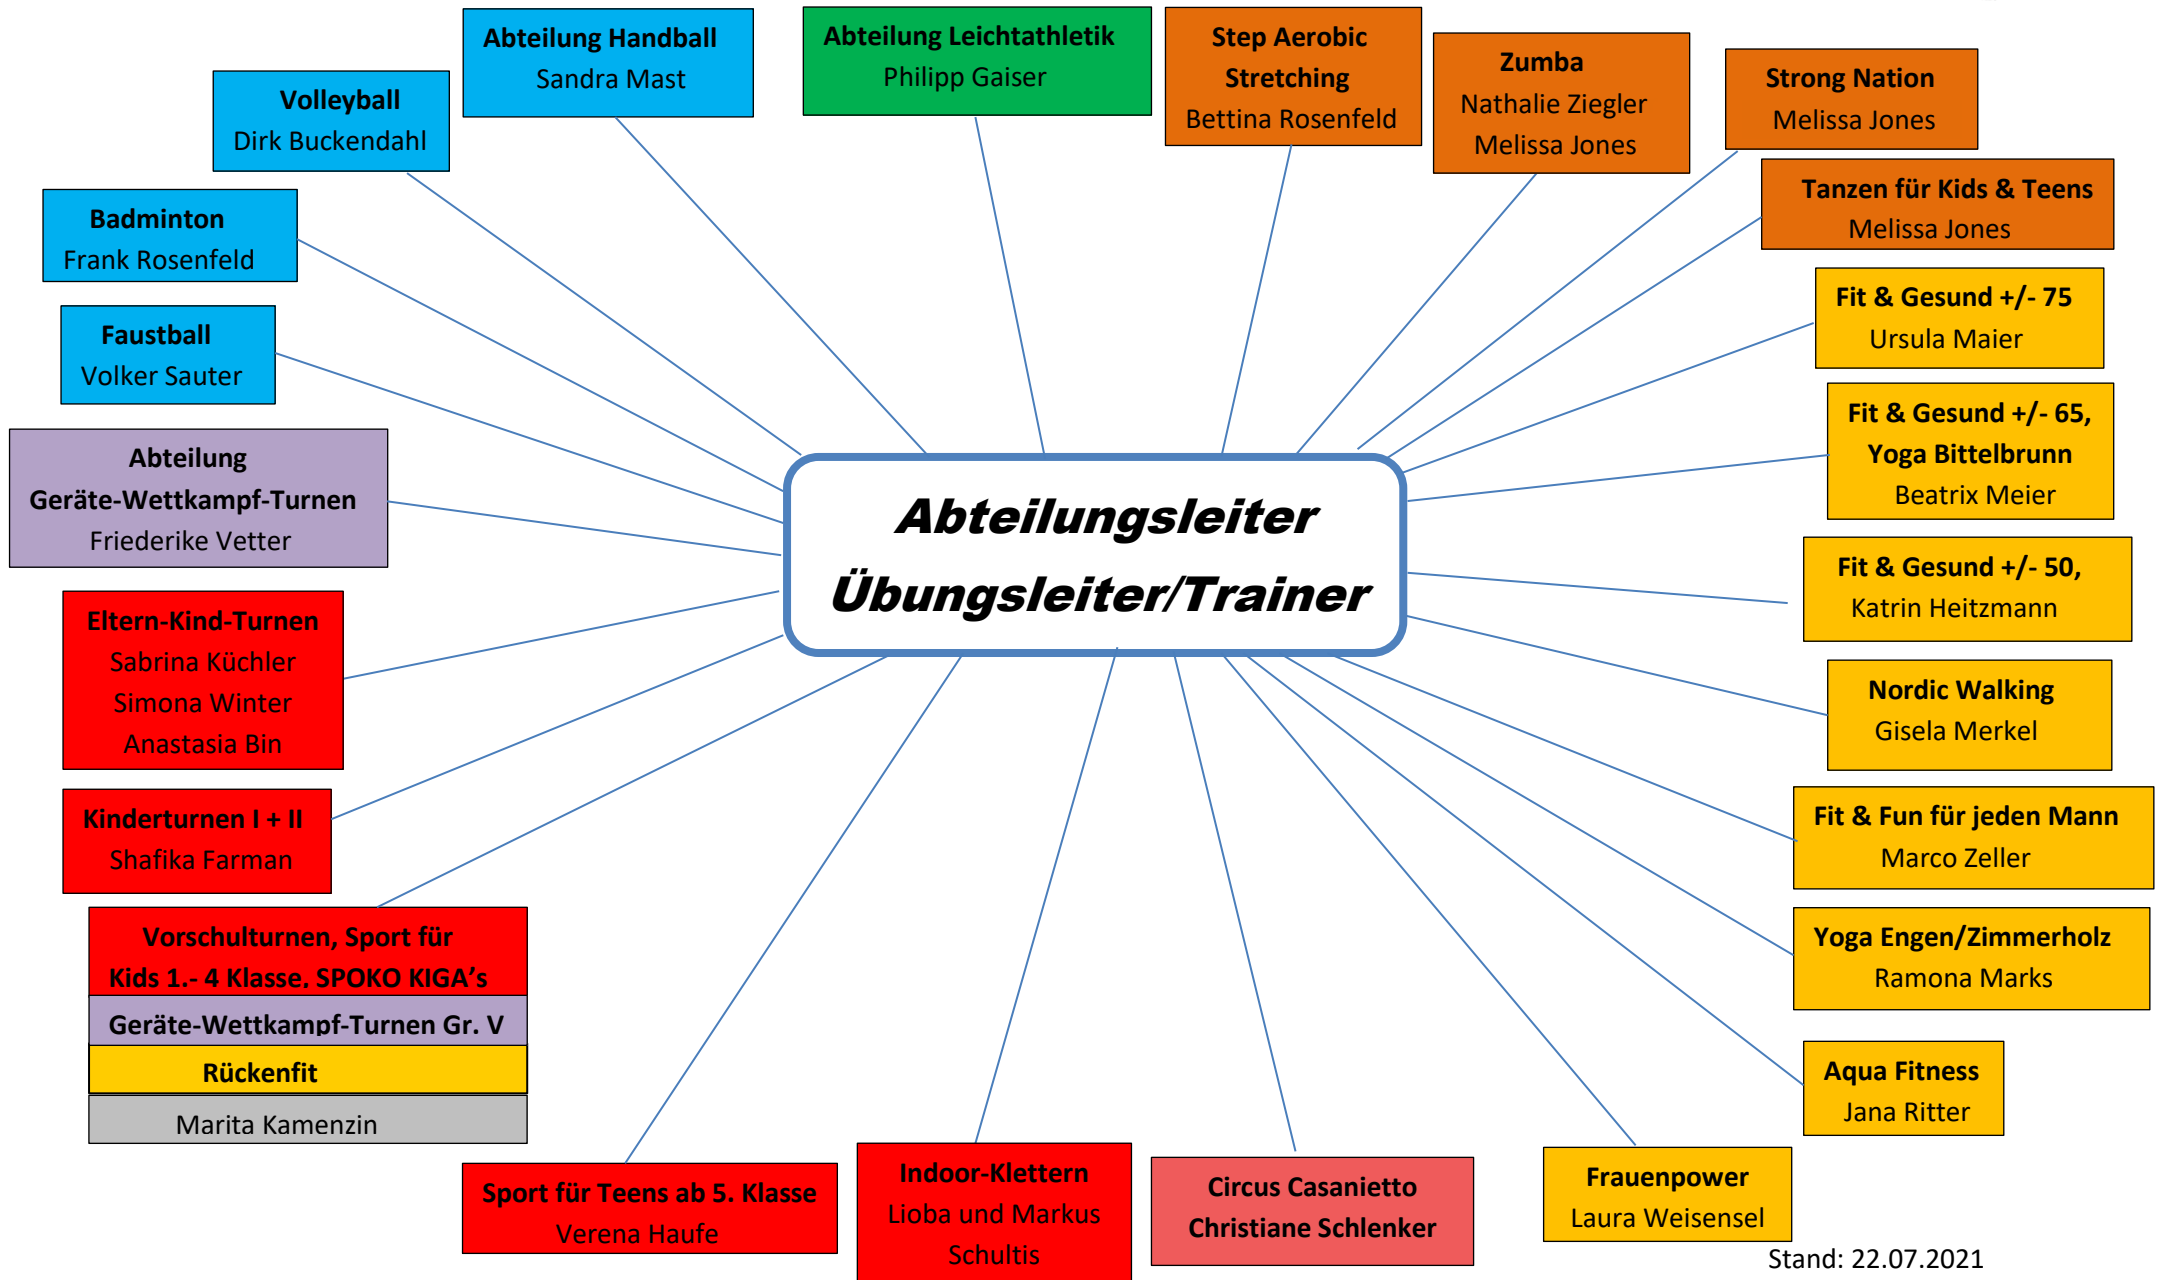 Abteilung Handball
Sandra Mast
Abteilung Leichtathletik
Philipp Gaiser
Step Aerobic
Stretching
Bettina Rosenfeld
Zumba
Nathalie Ziegler
Melissa Jones
Strong Nation
Melissa Jones
Volleyball
Dirk Buckendahl
Tanzen für Kids & Teens
Melissa Jones
Badminton
Frank Rosenfeld
Fit & Gesund +/- 75
Ursula Maier
Faustball
Volker Sauter
Fit & Gesund +/- 65,
Yoga Bittelbrunn
Beatrix Meier
Abteilung
Geräte-Wettkampf-Turnen
Friederike Vetter
Abteilungsleiter
Übungsleiter/Trainer
Fit & Gesund +/- 50,
Katrin Heitzmann
Eltern-Kind-Turnen
Sabrina Küchler
Simona Winter
Anastasia Bin
Nordic Walking
Gisela Merkel
Kinderturnen I + II
Shafika Farman
Fit & Fun für jeden Mann
Marco Zeller
Vorschulturnen, Sport für
Kids 1.- 4 Klasse. SPOKO KIGA’s
Geräte-Wettkampf-Turnen Gr. V
Rückenfit
Marita Kamenzin
Yoga Engen/Zimmerholz
Ramona Marks
Aqua Fitness
Jana Ritter
Sport für Teens ab 5. Klasse
Verena Haufe
Indoor-Klettern
Lioba und Markus
Schultis
Circus Casanietto
Christiane Schlenker
Frauenpower
Laura Weisensel
Stand: 22.07.2021